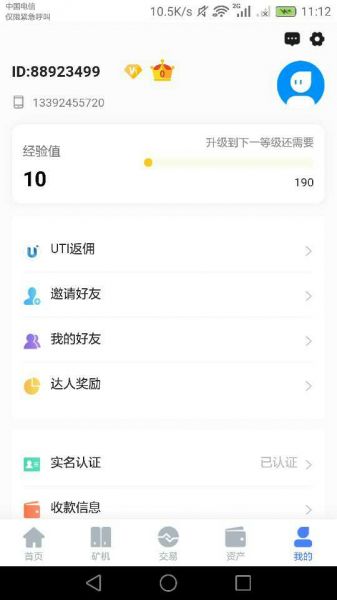 中国电信
仅限紧急呼叫
10.5K/s
2G
11:12
ID:88923499
0
13392455720
经验值
升级到下一等级还需要
10
190
UTI返佣
邀请好友
我的好友
达人奖励
实名认证
已认证
收款信息
首页
矿机
交易
资产
我的